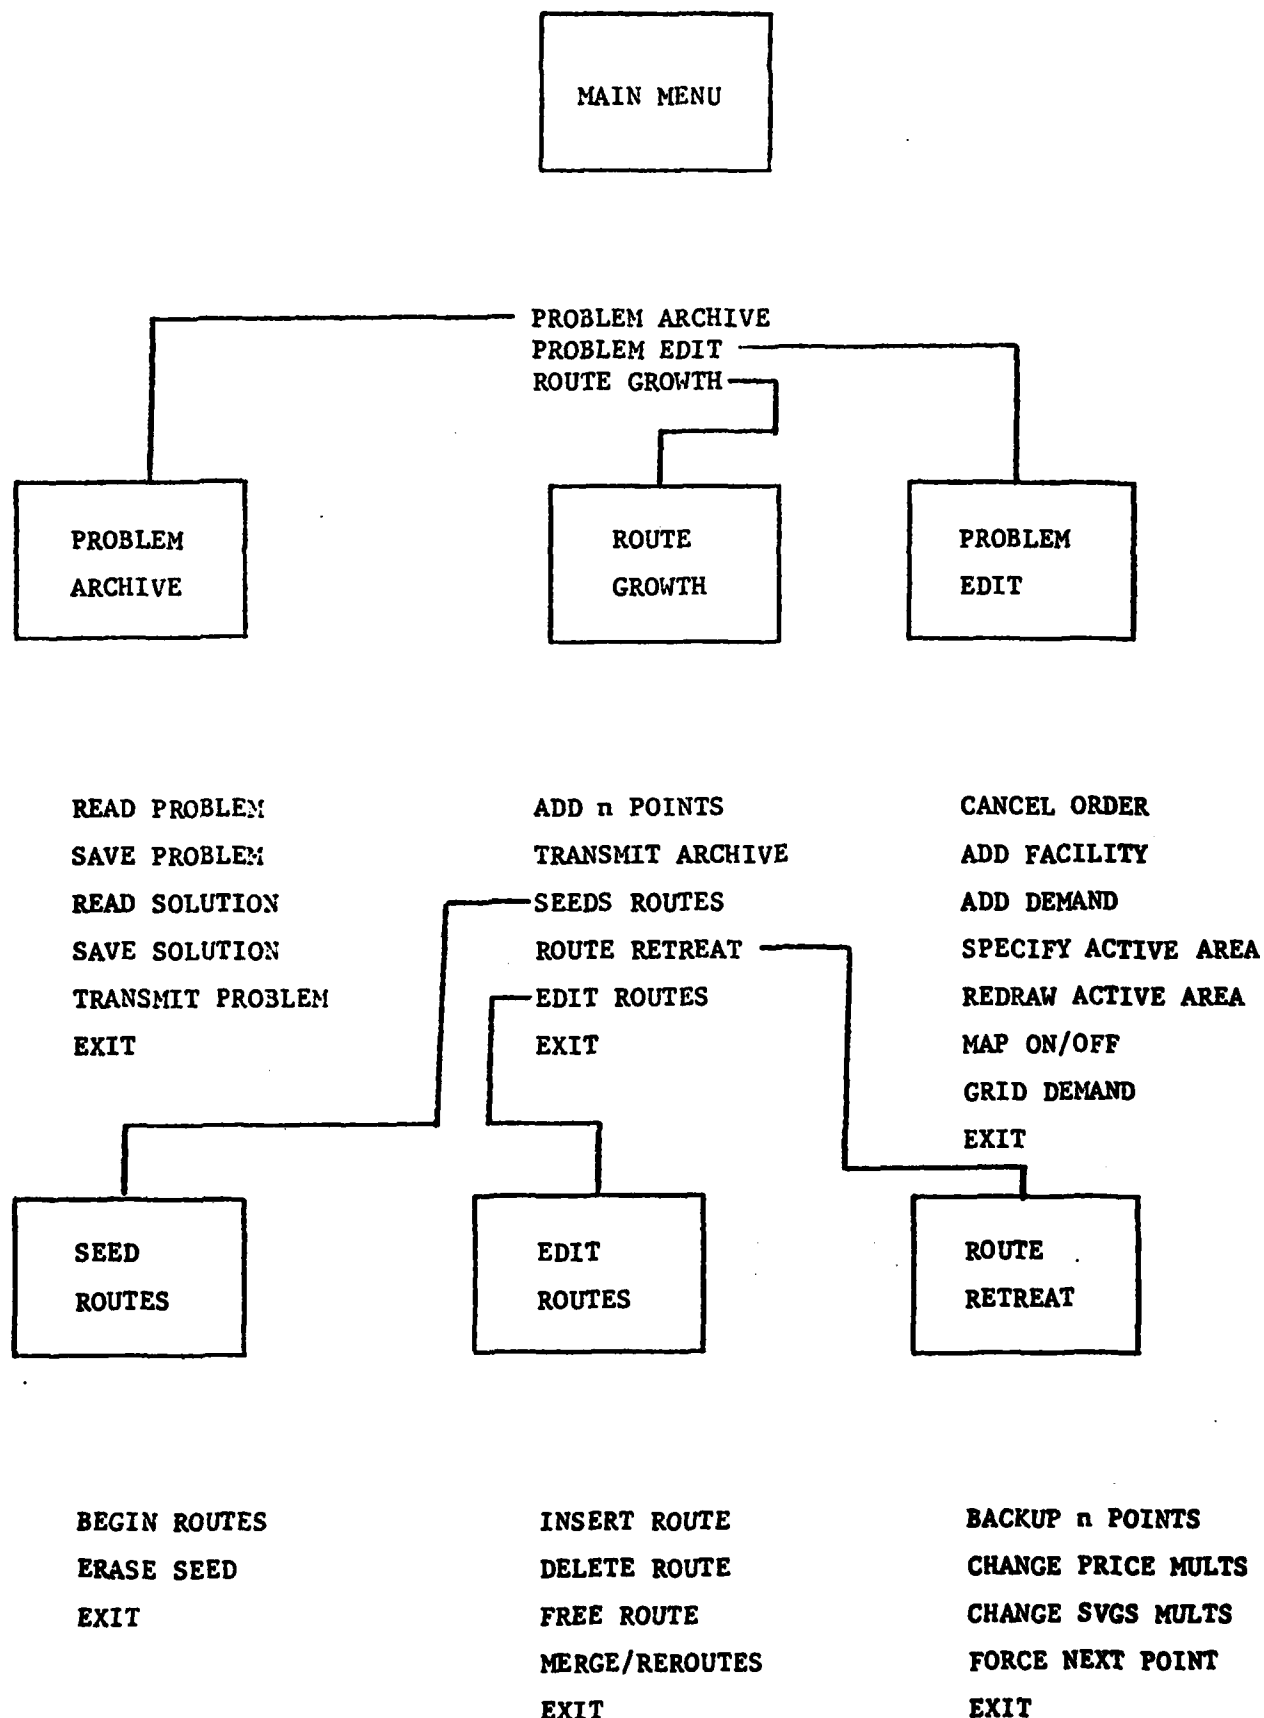 MAIN MENU
PROBLEM ARCHIVE
PROBLEM EDIT
ROUTE GROWTH
PROBLEM
ARCHIVE
ROUTE
GROWTH
PROBLEM
EDIT
READ PROBLEM
SAVE PROBLEM
READ SOLUTION
SAVE SOLUTION
TRANSMIT PROBLEM
EXIT
ADD n POINTS
TRANSMIT ARCHIVE
SEEDS ROUTES
ROUTE RETREAT
EDIT ROUTES
EXIT
CANCEL ORDER
ADD FACILITY
ADD DEMAND
SPECIFY ACTIVE AREA
REDRAW ACTIVE AREA
MAP ON/OFF
GRID DEMAND
EXIT
SEED
ROUTES
EDIT
ROUTES
ROUTE
RETREAT
BEGIN ROUTES
ERASE SEED
EXIT
INSERT ROUTE
DELETE ROUTE
FREE ROUTE
MERGE/REROUTES
EXIT
BACKUP n POINTS
CHANGE PRICE MULTS
CHANGE SVGS MULTS
FORCE NEXT POINT
EXIT